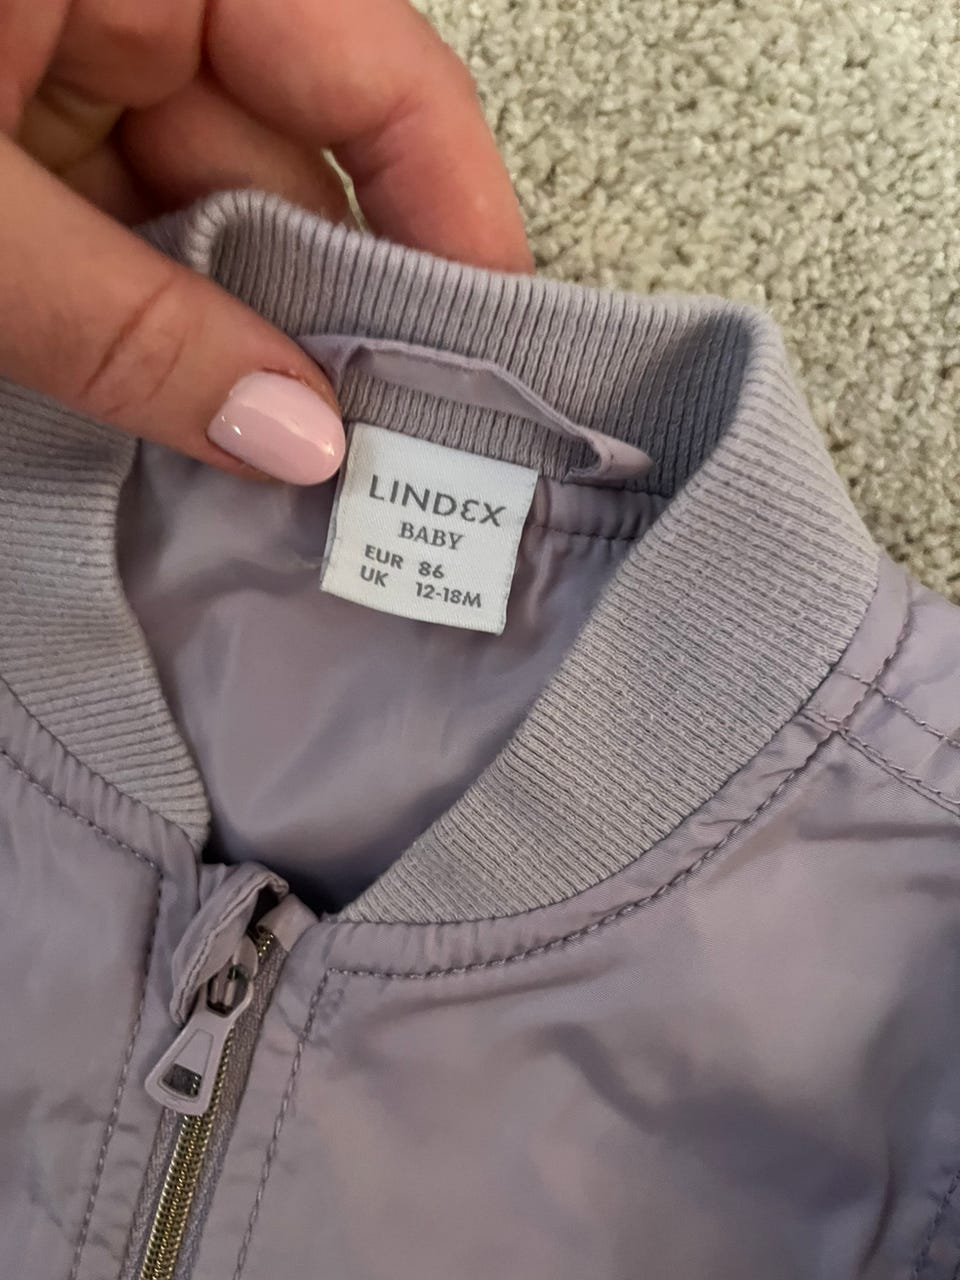 LINDEX
BABY
EUR 86
UK 12-18M